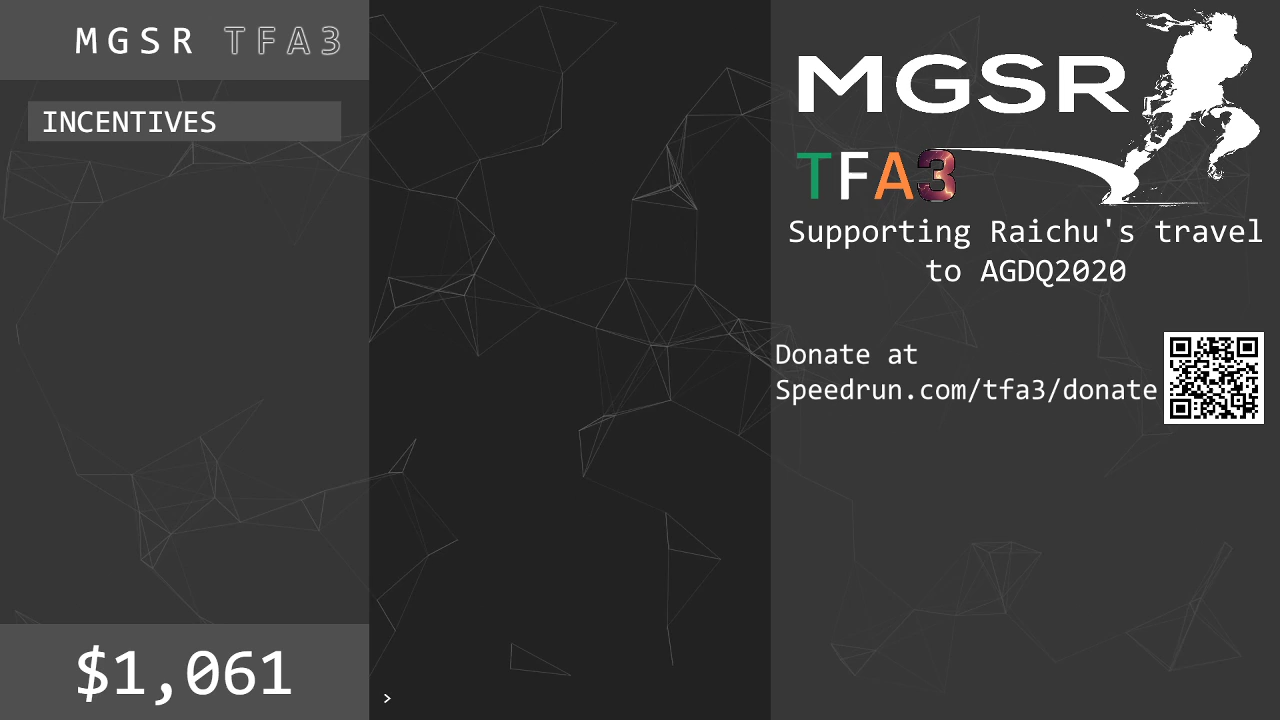 MGSR TFA3
INCENTIVES
$1,061
>
MGSR
TFA3
Supporting Raichu's travel
to AGDQ2020
Donate at
Speedrun.com/tfa3/donate